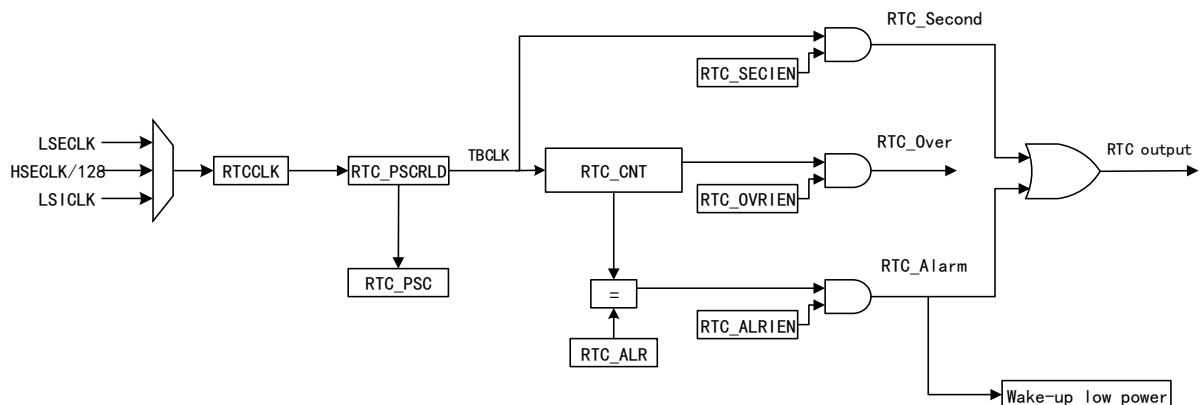 RTC_Second
RTC_SECIEN
LSECLK
HSECLK/128
LSICLK
RTCCLK
RTC_PSCRLD
TBCLK
RTC_CNT
RTC_Over
RTC_OVRIEN
RTC output
RTC_PSC
=
RTC_Alarm
RTC_ALRIEN
RTC_ALR
Wake-up low power